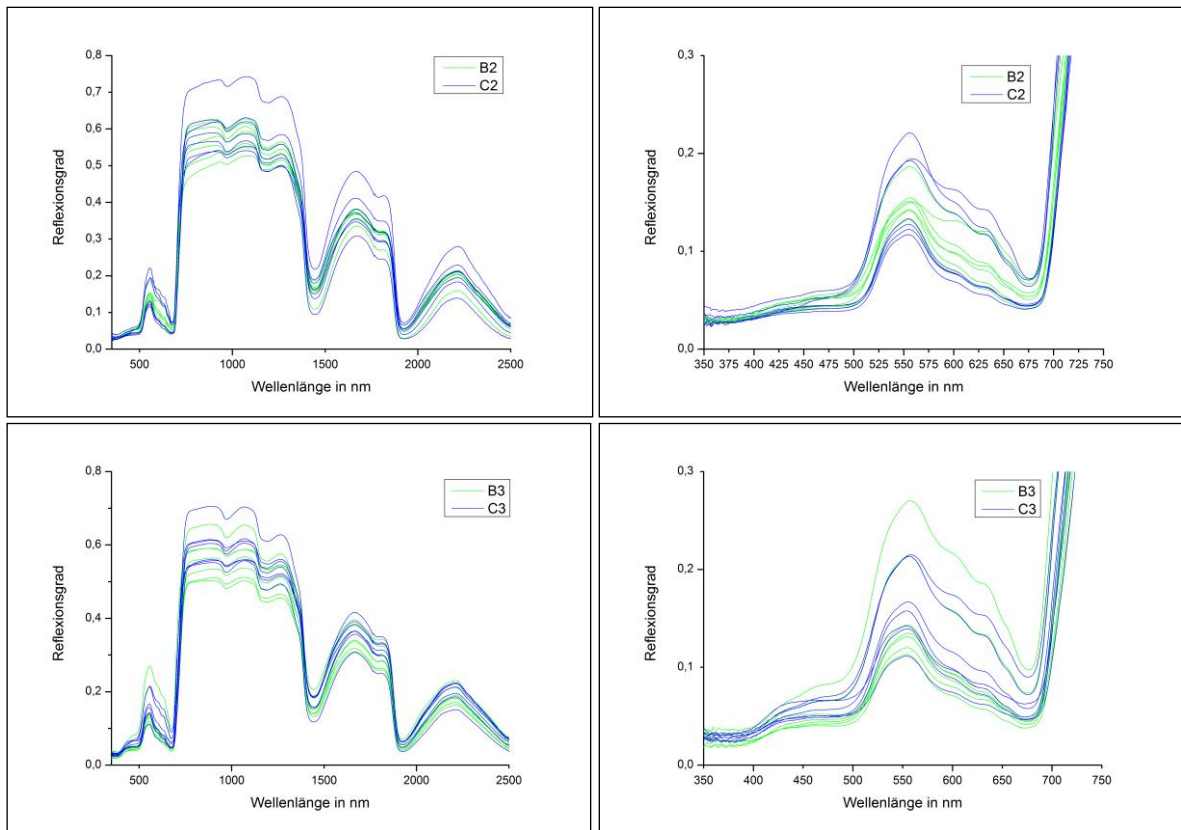 0,8
0,7
0,6
0,5
0,4
0,3
0,2
0,1
0,0
500
1000
1500
2000
2500
Reflexionsgrad
Wellenlänge in nm
B2
C2
0,3
0,2
0,1
0,0
350 375 400 425 450 475 500 525 550 575 600 625 650 675 700 725 750
Reflexionsgrad
Wellenlänge in nm
B2
C2
0,8
0,6
0,4
0,2
0,0
500
1000
1500
2000
2500
Reflexionsgrad
Wellenlänge in nm
B3
C3
0,3
0,2
0,1
0,0
350 400 450 500 550 600 650 700 750
Reflexionsgrad
Wellenlänge in nm
B3
C3